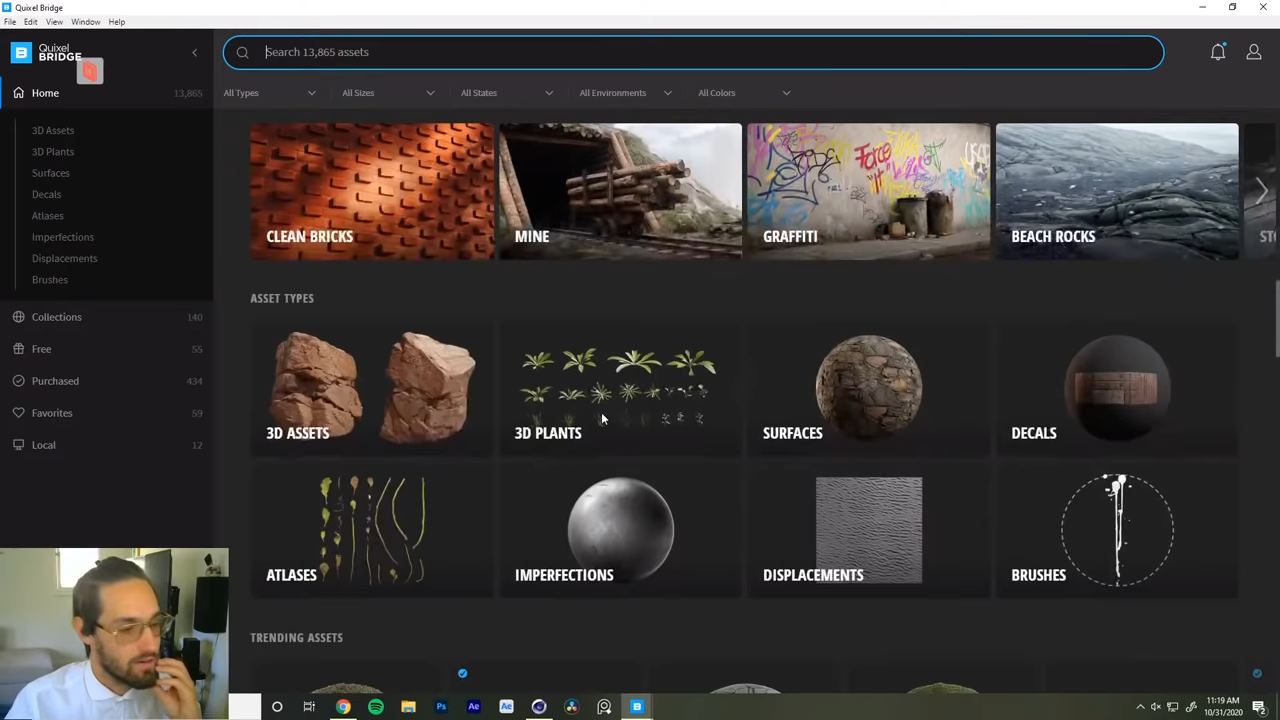 Quixel Bridge
File Edit View Window Help
Quixel
BRIDGE
Search 13,865 assets
Home 13,865
All Types All Sizes All States All Environments All Colors
3D Assets
3D Plants
Surfaces
Decals
Atlases
Imperfections
Displacements
Brushes
Collections 140
Free 55
Purchased 434
Favorites 59
Local 12
CLEAN BRICKS MINE GRAFFITI BEACH ROCKS
ASSET TYPES
3D ASSETS 3D PLANTS SURFACES DECALS
ATLASES IMPERFECTIONS DISPLACEMENTS BRUSHES
TRENDING ASSETS
11:19 AM
10/31/2020